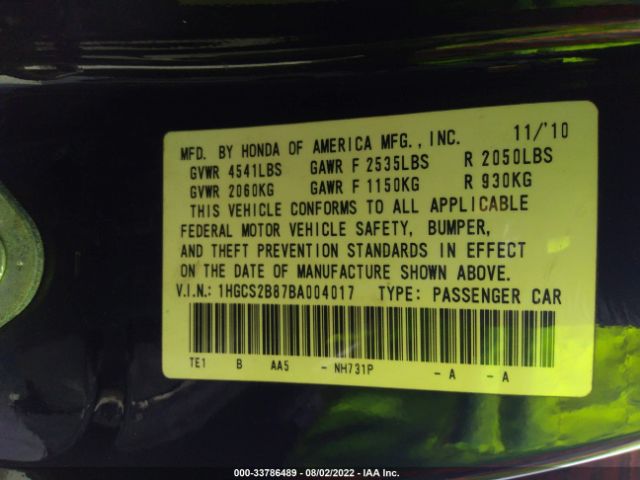 MFD. BY HONDA OF AMERICA MFG., INC. 11/'10
GVWR 4541LBS GAWR F 2535LBS R 2050LBS
GVWR 2060KG GAWR F 1150KG R 930KG
THIS VEHICLE CONFORMS TO ALL APPLICABLE
FEDERAL MOTOR VEHICLE SAFETY, BUMPER,
AND THEFT PREVENTION STANDARDS IN EFFECT
ON THE DATE OF MANUFACTURE SHOWN ABOVE.
V.I.N.: 1HGCS2B87BA004017 TYPE: PASSENGER CAR
TE1 B AA5 - NH731P - A - A
000-33786489 - 08/02/2022 - IAA Inc.